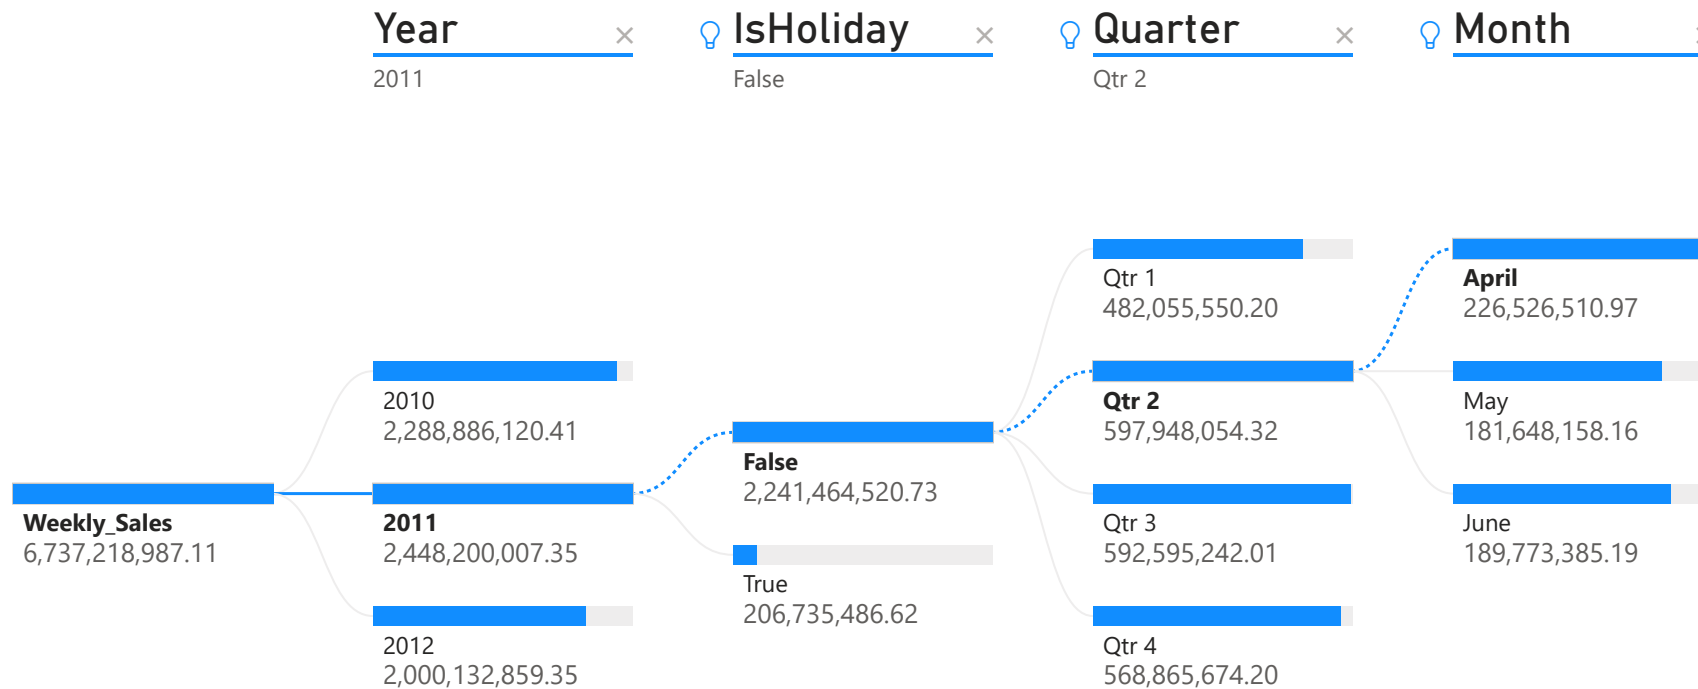 Year
IsHoliday
Quarter
Month
2011
False
Qtr 2
Weekly_Sales
6,737,218,987.11
2010
2,288,886,120.41
2011
2,448,200,007.35
2012
2,000,132,859.35
False
2,241,464,520.73
True
206,735,486.62
Qtr 1
482,055,550.20
Qtr 2
597,948,054.32
Qtr 3
592,595,242.01
Qtr 4
568,865,674.20
April
226,526,510.97
May
181,648,158.16
June
189,773,385.19